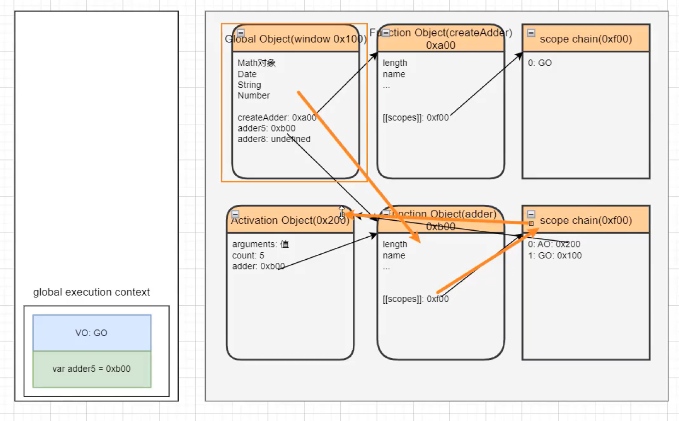 Global Object(window 0x100)
Math对象
Date
String
Number
createAdder: 0xa00
adder5: 0xb00
adder8: undefined
Function Object(createAdder)
0xa00
length
name
...
[[scopes]]: 0xf00
scope chain(0xf00)
0: GO
Activation Object(0x200)
arguments: 值
count: 5
adder: 0xb00
nction Object(adder)
0xb00
length
name
...
[[scopes]]: 0xf00
scope chain(0xf00)
0: AO: 0x200
1: GO: 0x100
global execution context
VO: GO
var adder5 = 0xb00